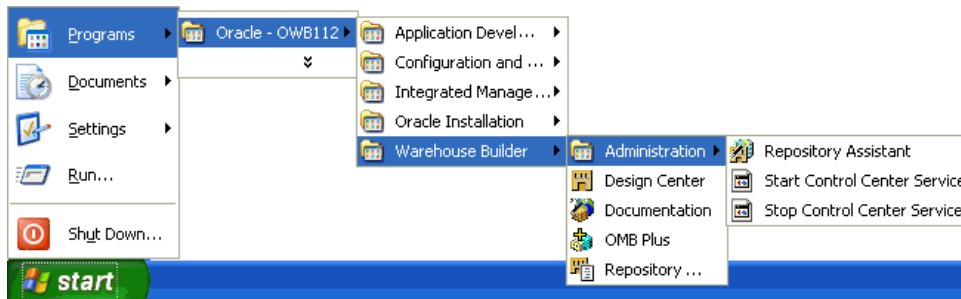 Programs
Documents
Settings
Run...
Shut Down...
start
Oracle - OWB112
Application Devel...
Configuration and ...
Integrated Manage...
Oracle Installation
Warehouse Builder
Administration
Design Center
Documentation
OMB Plus
Repository ...
Repository Assistant
Start Control Center Service
Stop Control Center Service